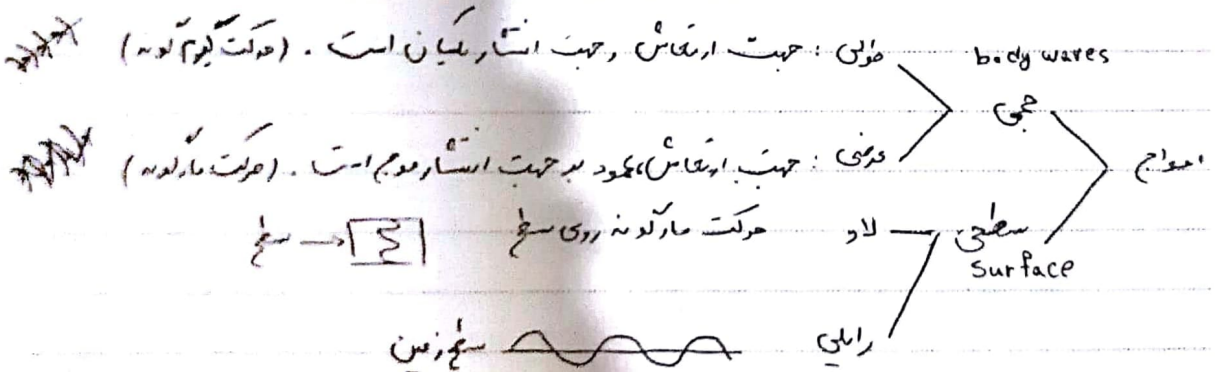 body waves
طولی : جهت ارتعاش و جهت انتشار یکسان است . (حرکت کرم گونه)
حجمی
امواج
عرضی : جهت ارتعاش، عمود بر جهت انتشار موج است . (حرکت مارگونه)
سطحی
surface
لاو
حرکت مارگونه روی سطح
سطح
رایلی
سطح زمین